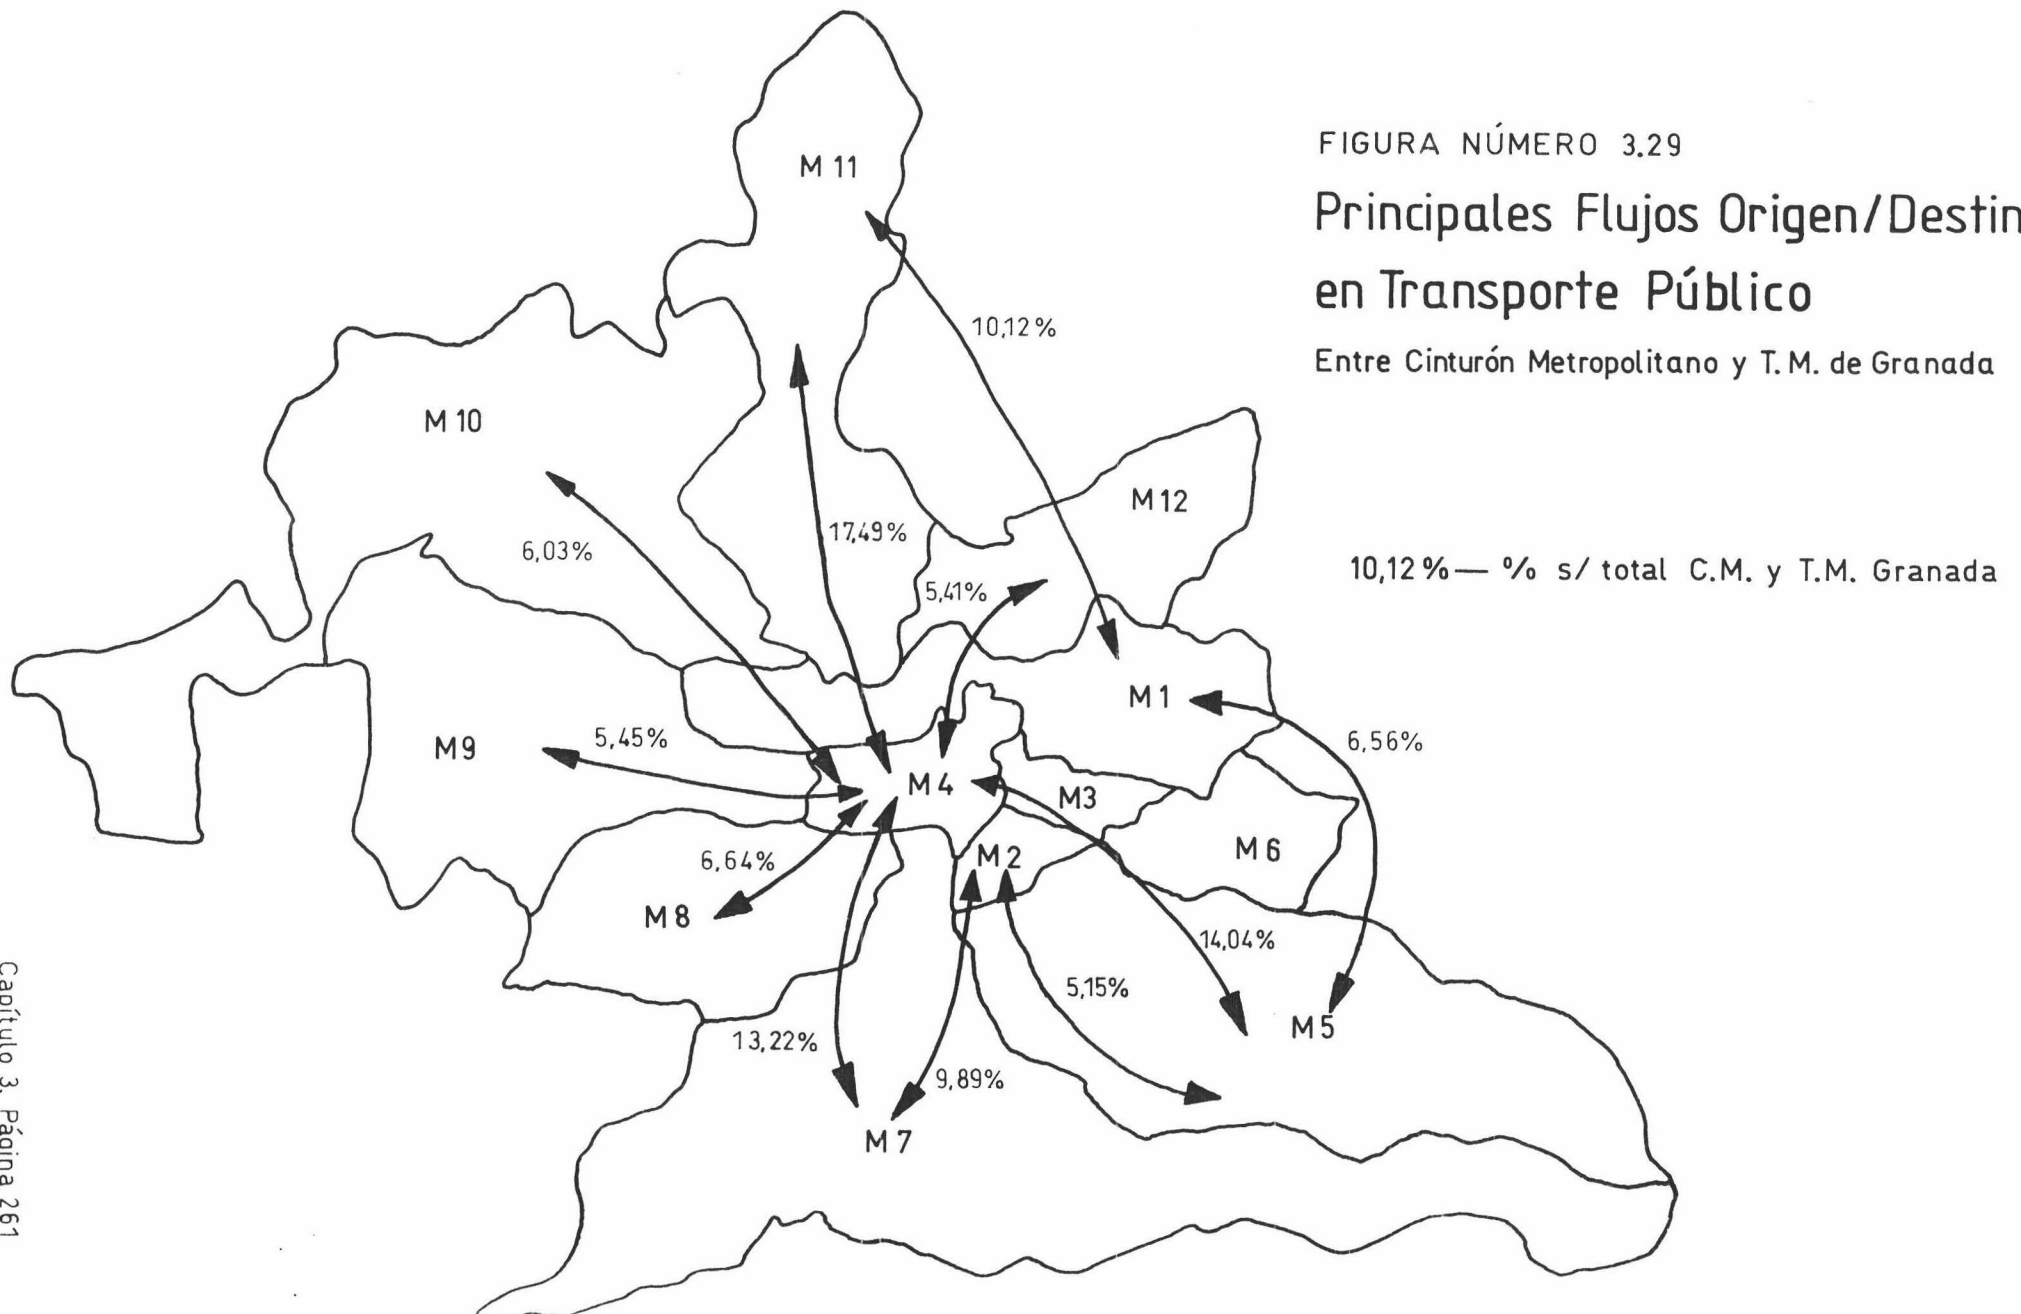 FIGURA NÚMERO 3.29
Principales Flujos Origen/Destin
en Transporte Público
Entre Cinturón Metropolitano y T.M. de Granada
10,12%— % s/ total C.M. y T.M. Granada
M 11
10,12%
M 10
M 12
17,49%
6,03%
5,41%
M 1
M9
5,45%
6,56%
M 4
M3
M 2
M 6
6,64%
M 8
14,04%
5,15%
M 5
13,22%
9,89%
M 7
Capítulo 3. Página 261